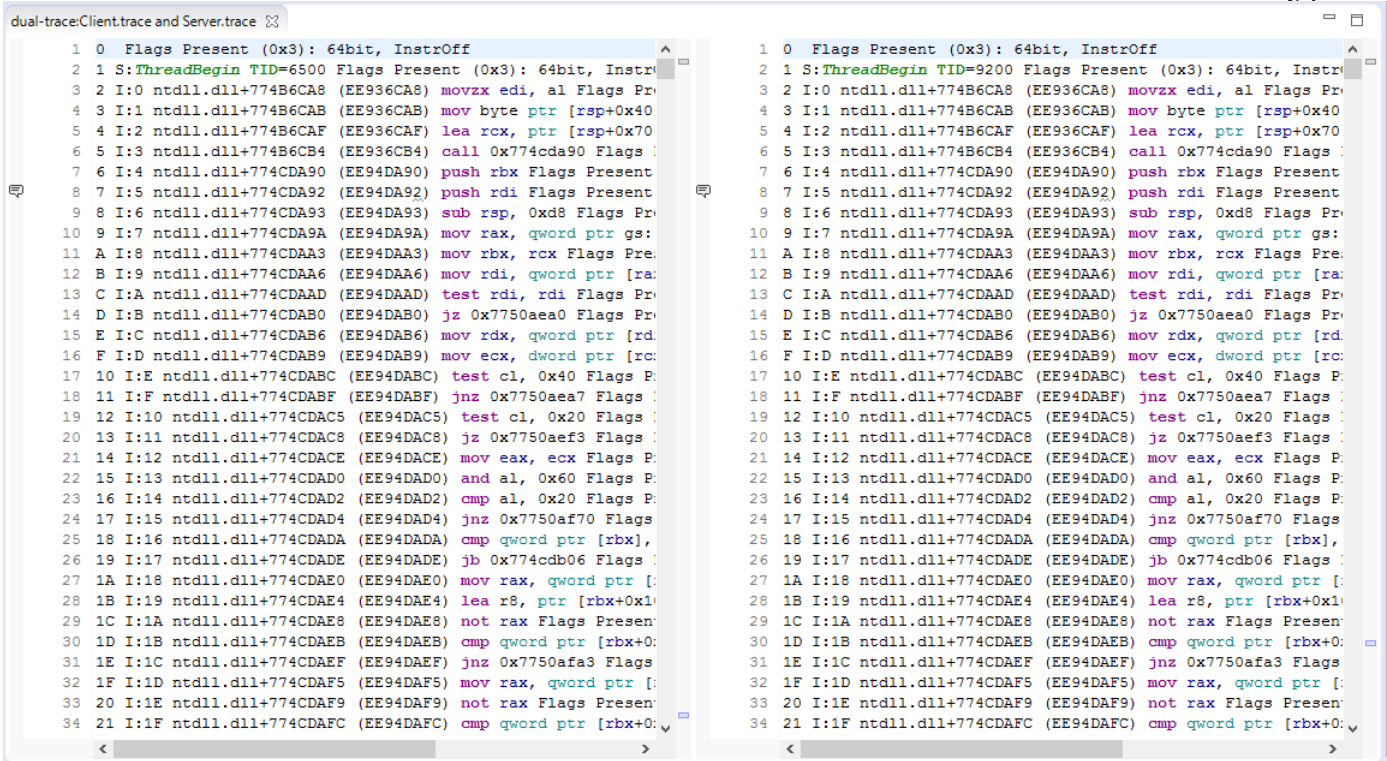 dual-trace:Client.trace and Server.trace
1 0 Flags Present (0x3): 64bit, InstrOff
2 1 S:ThreadBegin TID=6500 Flags Present (0x3): 64bit,
3 2 I:0 ntdll.dll+774B6CA8 (EE936CA8) movzx edi, al Flags
4 3 I:1 ntdll.dll+774B6CAB (EE936CAB) mov byte ptr [rsp+0x40
5 4 I:2 ntdll.dll+774B6CAF (EE936CAF) lea rcx, ptr [rsp+0x70
6 5 I:3 ntdll.dll+774B6CB4 (EE936CB4) call 0x774cda90 Flags
7 6 I:4 ntdll.dll+774CDA90 (EE94DA90) push rbx Flags Present
8 7 I:5 ntdll.dll+774CDA92 (EE94DA92) push rdi Flags Present
9 8 I:6 ntdll.dll+774CDA93 (EE94DA93) sub rsp, 0xd8 Flags
10 9 I:7 ntdll.dll+774CDA9A (EE94DA9A) mov rax, qword ptr gs:
11 A I:8 ntdll.dll+774CDAA3 (EE94DAA3) mov rbx, rcx Flags
12 B I:9 ntdll.dll+774CDAA6 (EE94DAA6) mov rdi, qword ptr
13 C I:A ntdll.dll+774CDAAD (EE94DAAD) test rdi, rdi Flags
14 D I:B ntdll.dll+774CDAB0 (EE94DAB0) jz 0x7750aea0 Flags
15 E I:C ntdll.dll+774CDAB6 (EE94DAB6) mov rdx, qword ptr
16 F I:D ntdll.dll+774CDAB9 (EE94DAB9) mov ecx, dword ptr
17 10 I:E ntdll.dll+774CDABC (EE94DABC) test cl, 0x40 Flags
18 11 I:F ntdll.dll+774CDABF (EE94DABF) jnz 0x7750aea7 Flags
19 12 I:10 ntdll.dll+774CDAC5 (EE94DAC5) test cl, 0x20 Flags
20 13 I:11 ntdll.dll+774CDAC8 (EE94DAC8) jz 0x7750aef3 Flags
21 14 I:12 ntdll.dll+774CDACE (EE94DACE) mov eax, ecx Flags
22 15 I:13 ntdll.dll+774CDAD0 (EE94DAD0) and al, 0x60 Flags
23 16 I:14 ntdll.dll+774CDAD2 (EE94DAD2) cmp al, 0x20 Flags
24 17 I:15 ntdll.dll+774CDAD4 (EE94DAD4) jnz 0x7750af70 Flags
25 18 I:16 ntdll.dll+774CDADA (EE94DADA) cmp qword ptr [rbx],
26 19 I:17 ntdll.dll+774CDADE (EE94DADE) jb 0x774cdb06 Flags
27 1A I:18 ntdll.dll+774CDAE0 (EE94DAE0) mov rax, qword ptr
28 1B I:19 ntdll.dll+774CDAE4 (EE94DAE4) lea r8, ptr
29 1C I:1A ntdll.dll+774CDAE8 (EE94DAE8) not rax Flags
30 1D I:1B ntdll.dll+774CDAEB (EE94DAEB) cmp qword ptr
31 1E I:1C ntdll.dll+774CDAEF (EE94DAEF) jnz 0x7750afa3 Flags
32 1F I:1D ntdll.dll+774CDAF5 (EE94DAF5) mov rax, qword ptr
33 20 I:1E ntdll.dll+774CDAF9 (EE94DAF9) not rax Flags
34 21 I:1F ntdll.dll+774CDAFC (EE94DAFC) cmp qword ptr
1 0 Flags Present (0x3): 64bit, InstrOff
2 1 S:ThreadBegin TID=9200 Flags Present (0x3): 64bit,
3 2 I:0 ntdll.dll+774B6CA8 (EE936CA8) movzx edi, al Flags
4 3 I:1 ntdll.dll+774B6CAB (EE936CAB) mov byte ptr [rsp+0x40
5 4 I:2 ntdll.dll+774B6CAF (EE936CAF) lea rcx, ptr [rsp+0x70
6 5 I:3 ntdll.dll+774B6CB4 (EE936CB4) call 0x774cda90 Flags
7 6 I:4 ntdll.dll+774CDA90 (EE94DA90) push rbx Flags Present
8 7 I:5 ntdll.dll+774CDA92 (EE94DA92) push rdi Flags Present
9 8 I:6 ntdll.dll+774CDA93 (EE94DA93) sub rsp, 0xd8 Flags
10 9 I:7 ntdll.dll+774CDA9A (EE94DA9A) mov rax, qword ptr gs:
11 A I:8 ntdll.dll+774CDAA3 (EE94DAA3) mov rbx, rcx Flags
12 B I:9 ntdll.dll+774CDAA6 (EE94DAA6) mov rdi, qword ptr
13 C I:A ntdll.dll+774CDAAD (EE94DAAD) test rdi, rdi Flags
14 D I:B ntdll.dll+774CDAB0 (EE94DAB0) jz 0x7750aea0 Flags
15 E I:C ntdll.dll+774CDAB6 (EE94DAB6) mov rdx, qword ptr
16 F I:D ntdll.dll+774CDAB9 (EE94DAB9) mov ecx, dword ptr
17 10 I:E ntdll.dll+774CDABC (EE94DABC) test cl, 0x40 Flags
18 11 I:F ntdll.dll+774CDABF (EE94DABF) jnz 0x7750aea7 Flags
19 12 I:10 ntdll.dll+774CDAC5 (EE94DAC5) test cl, 0x20 Flags
20 13 I:11 ntdll.dll+774CDAC8 (EE94DAC8) jz 0x7750aef3 Flags
21 14 I:12 ntdll.dll+774CDACE (EE94DACE) mov eax, ecx Flags
22 15 I:13 ntdll.dll+774CDAD0 (EE94DAD0) and al, 0x60 Flags
23 16 I:14 ntdll.dll+774CDAD2 (EE94DAD2) cmp al, 0x20 Flags
24 17 I:15 ntdll.dll+774CDAD4 (EE94DAD4) jnz 0x7750af70 Flags
25 18 I:16 ntdll.dll+774CDADA (EE94DADA) cmp qword ptr [rbx],
26 19 I:17 ntdll.dll+774CDADE (EE94DADE) jb 0x774cdb06 Flags
27 1A I:18 ntdll.dll+774CDAE0 (EE94DAE0) mov rax, qword ptr
28 1B I:19 ntdll.dll+774CDAE4 (EE94DAE4) lea r8, ptr
29 1C I:1A ntdll.dll+774CDAE8 (EE94DAE8) not rax Flags
30 1D I:1B ntdll.dll+774CDAEB (EE94DAEB) cmp qword ptr
31 1E I:1C ntdll.dll+774CDAEF (EE94DAEF) jnz 0x7750afa3 Flags
32 1F I:1D ntdll.dll+774CDAF5 (EE94DAF5) mov rax, qword ptr
33 20 I:1E ntdll.dll+774CDAF9 (EE94DAF9) not rax Flags
34 21 I:1F ntdll.dll+774CDAFC (EE94DAFC) cmp qword ptr